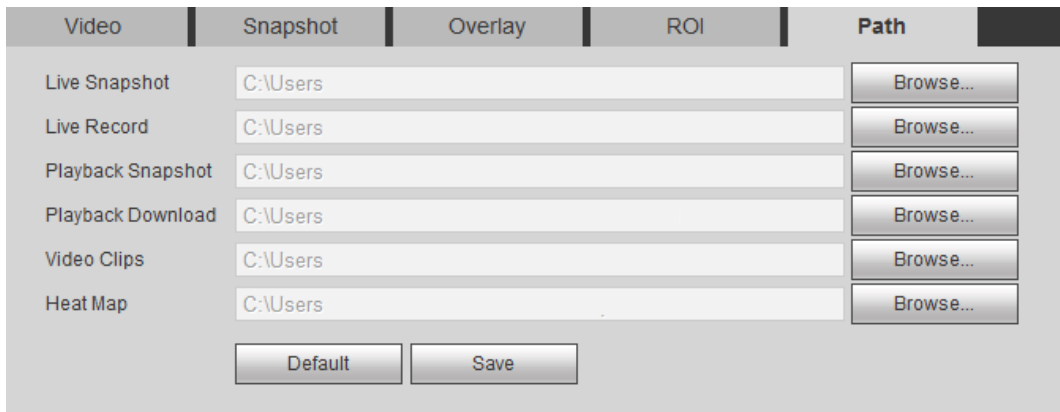 Video Snapshot Overlay ROI Path
Live Snapshot C:\Users Browse...
Live Record C:\Users Browse...
Playback Snapshot C:\Users Browse...
Playback Download C:\Users Browse...
Video Clips C:\Users Browse...
Heat Map C:\Users Browse...
Default Save